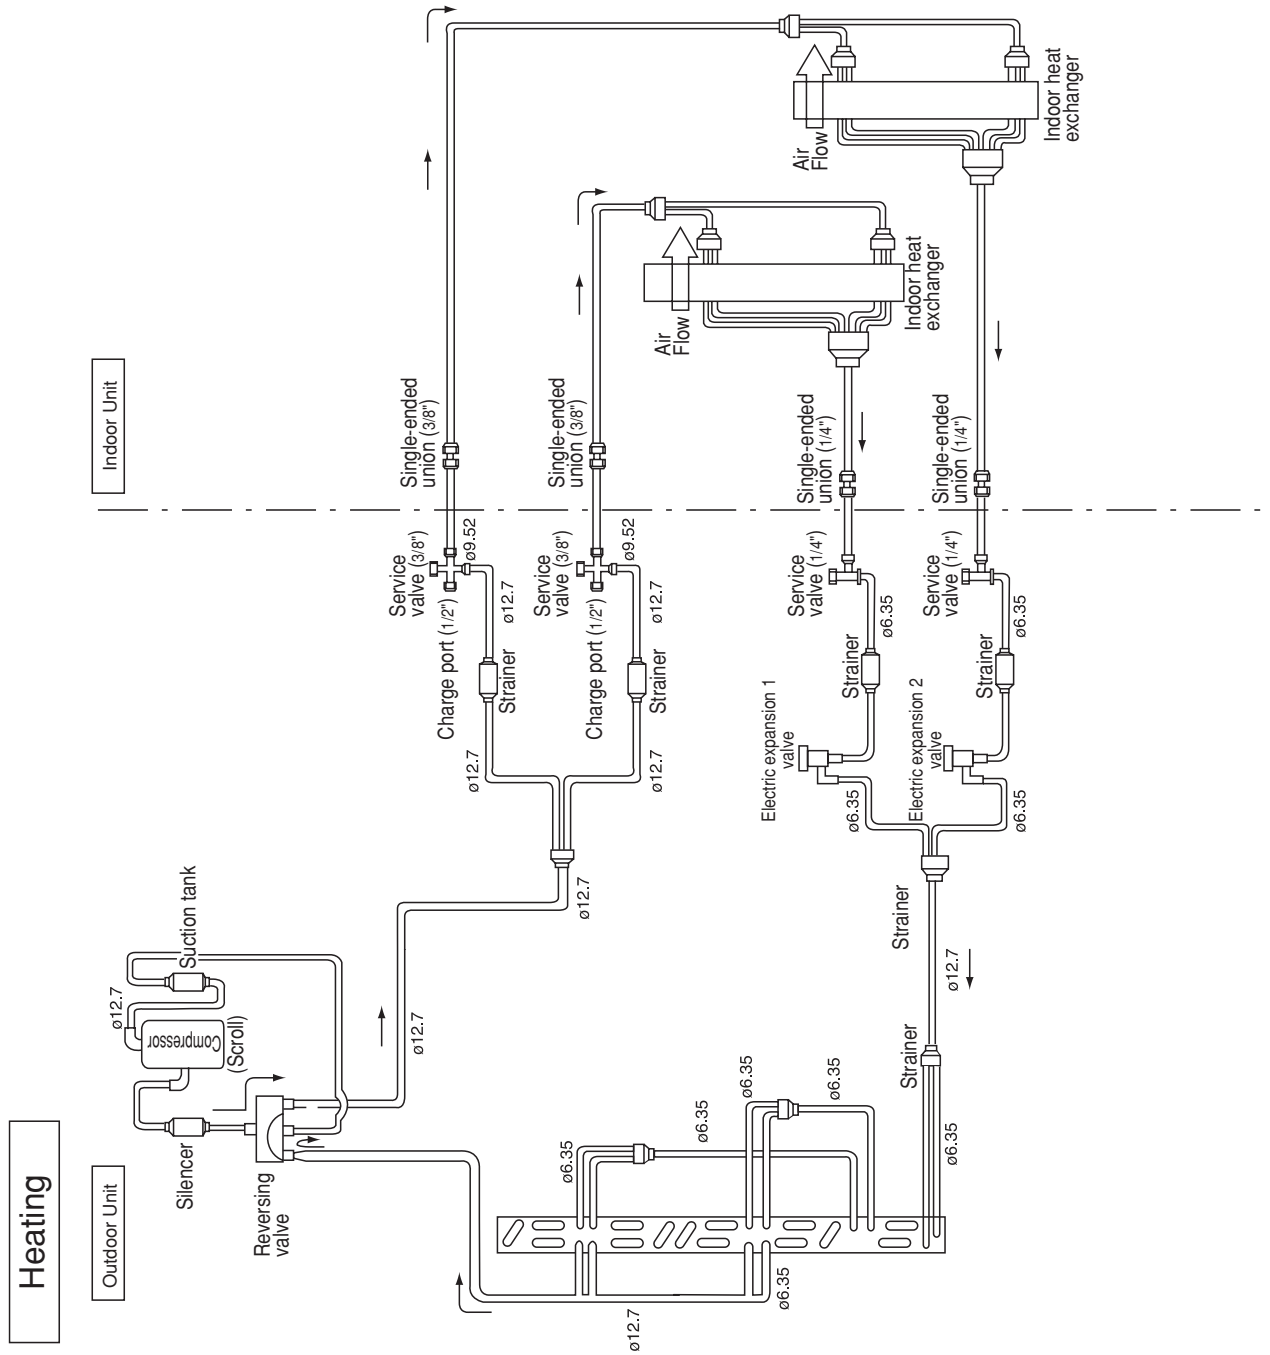 Heating
Outdoor Unit
Indoor Unit
Silencer
Compressor
(Scroll)
ø12.7
Suction tank
Reversing
valve
ø12.7
ø12.7
ø12.7
ø12.7
Strainer
ø12.7
Charge port (1/2")
Service
valve (3/8")
ø9.52
Single-ended
union (3/8")
ø12.7
Strainer
ø12.7
Charge port (1/2")
Service
valve (3/8")
ø9.52
Single-ended
union (3/8")
Air
Flow
Indoor heat
exchanger
Air
Flow
Indoor heat
exchanger
Single-ended
union (1/4")
Service
valve (1/4")
ø6.35
Strainer
Electric expansion 1
valve
ø6.35
Single-ended
union (1/4")
Service
valve (1/4")
ø6.35
Strainer
Electric expansion 2
valve
ø6.35
Strainer
ø12.7
Strainer
ø6.35
ø6.35
ø6.35
ø6.35
ø6.35
ø6.35
ø12.7